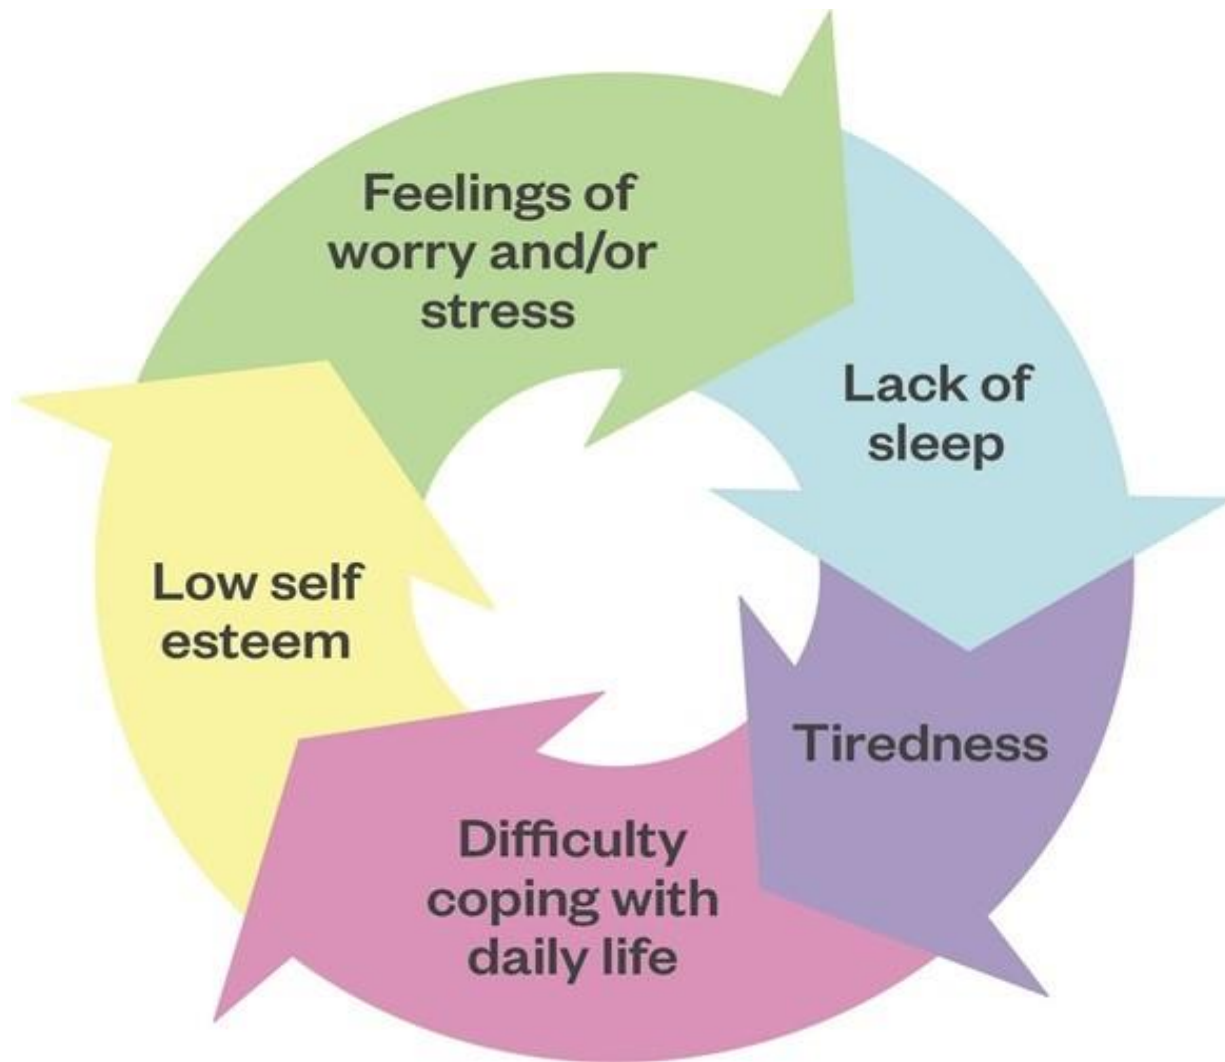 Feelings of
worry and/or
stress
Lack of
sleep
Tiredness
Difficulty
coping with
daily life
Low self
esteem